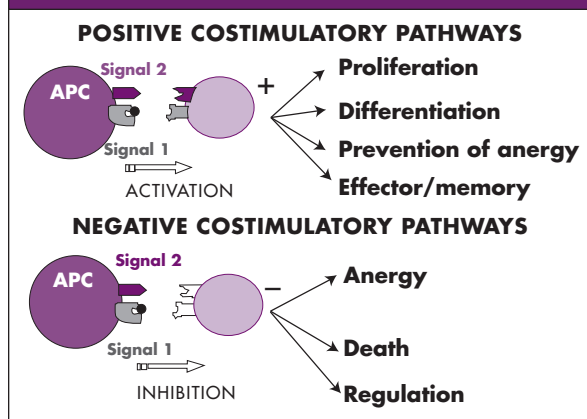 POSITIVE COSTIMULATORY PATHWAYS
Signal 2
APC
+
Proliferation
Differentiation
Prevention of anergy
Effector/memory
Signal 1
ACTIVATION
NEGATIVE COSTIMULATORY PATHWAYS
Signal 2
APC
–
Anergy
Death
Regulation
Signal 1
INHIBITION